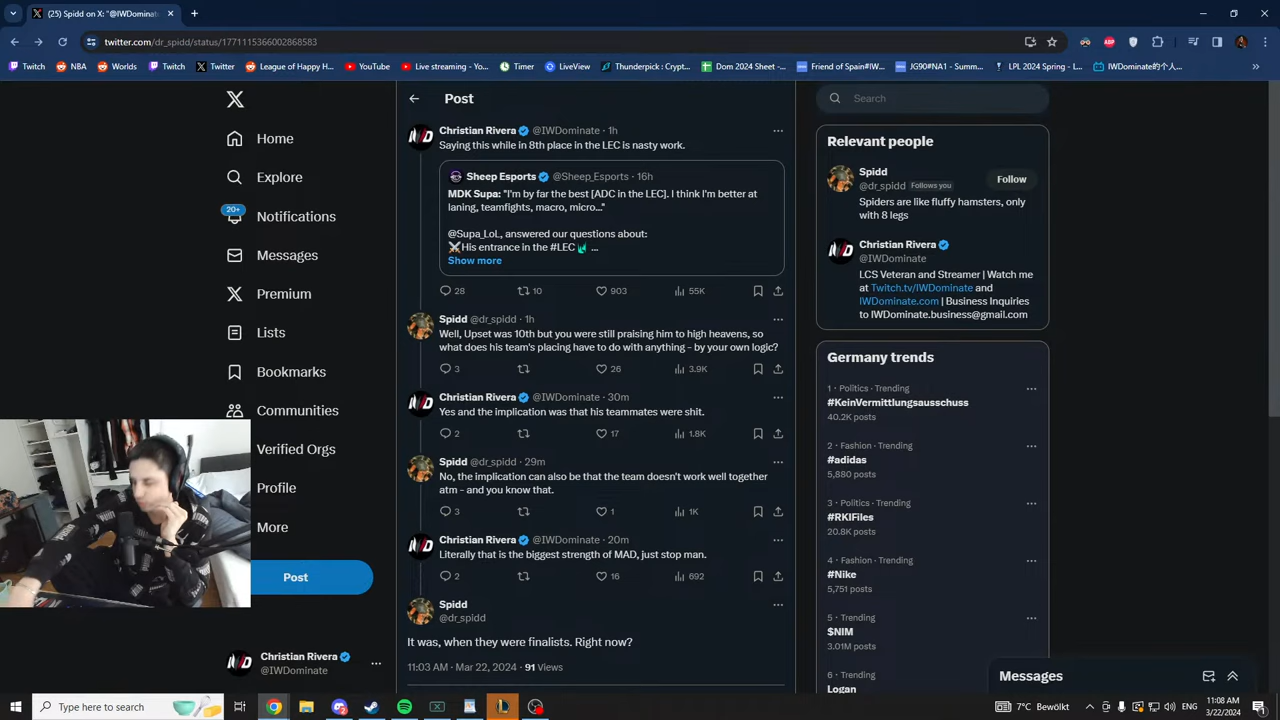 (25) Spidd on X: "@IWDominat
twitter.com/dr_spidd/status/1771115366002868583
Twitch
NBA
Worlds
Twitch
Twitter
League of Happy H...
YouTube
Live streaming - Yo...
Timer
LiveView
Thunderpick : Crypt...
Dom 2024 Sheet -...
Friend of Spain#IW...
JG90#NA1 - Summ...
LPL 2024 Spring - L...
IWDominate的个人...
»
Home
Explore
20+
Notifications
Messages
Premium
Lists
Bookmarks
Communities
Verified Orgs
Profile
More
Post
Christian Rivera
@IWDominate
Post
Christian Rivera @IWDominate · 1h
Saying this while in 8th place in the LEC is nasty work.
Sheep Esports @Sheep_Esports · 16h
MDK Supa: "I'm by far the best [ADC in the LEC]. I think I'm better at
laning, teamfights, macro, micro..."
@Supa_LoL, answered our questions about:
⚔️His entrance in the #LEC ...
Show more
28 10 903 55K
Spidd @dr_spidd · 1h
Well, Upset was 10th but you were still praising him to high heavens, so
what does his team's placing have to do with anything - by your own logic?
3 26 3.9K
Christian Rivera @IWDominate · 30m
Yes and the implication was that his teammates were shit.
2 17 1.8K
Spidd @dr_spidd · 29m
No, the implication can also be that the team doesn't work well together
atm - and you know that.
3 1 1K
Christian Rivera @IWDominate · 20m
Literally that is the biggest strength of MAD, just stop man.
2 16 692
Spidd
@dr_spidd
It was, when they were finalists. Right now?
11:03 AM · Mar 22, 2024 · 91 Views
Search
Relevant people
Spidd
@dr_spidd Follows you
Follow
Spiders are like fluffy hamsters, only
with 8 legs
Christian Rivera
@IWDominate
LCS Veteran and Streamer | Watch me
at Twitch.tv/IWDominate and
IWDominate.com | Business Inquiries
to IWDominate.business@gmail.com
Germany trends
1 · Politics · Trending
#KeinVermittlungsausschuss
40.2K posts
2 · Fashion · Trending
#adidas
5,880 posts
3 · Politics · Trending
#RKIFiles
20.8K posts
4 · Fashion · Trending
#Nike
5,751 posts
5 · Trending
$NIM
3.01M posts
6 · Trending
Logan
Messages
Type here to search
7°C Bewölkt
11:08 AM
3/22/2024